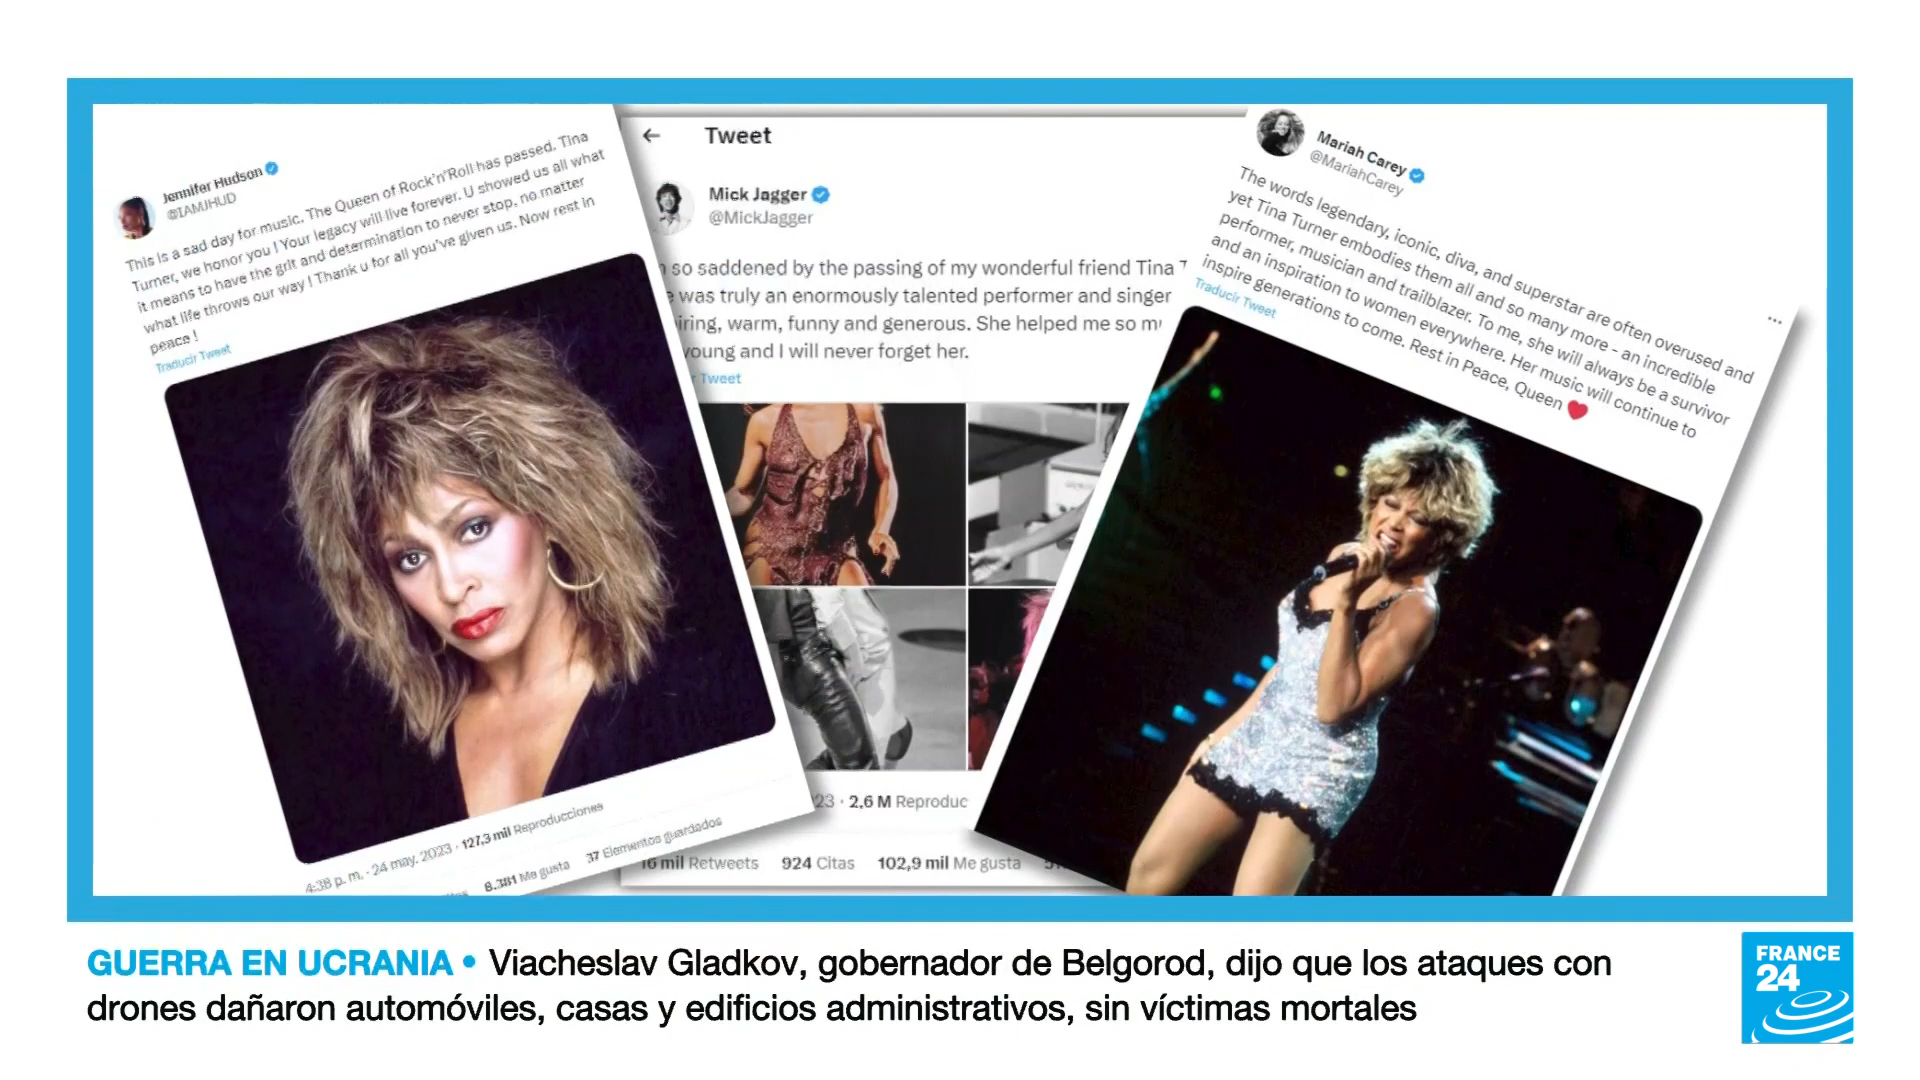 Jennifer Hudson
@IAMJHUD
This is a sad day for music. The Queen of Rock'n'Roll has passed. Tina
Turner, we honor you ! Your legacy will live forever. U showed us all what
it means to have the grit and determination to never stop, no matter
what life throws our way ! Thank u for all you've given us. Now rest in
peace !
Traducir Tweet
4:38 p. m. · 24 may. 2023 · 127,3 mil Reproducciones
8.381 Me gusta 37 Elementos guardados
Tweet
Mick Jagger
@MickJagger
so saddened by the passing of my wonderful friend Tina
was truly an enormously talented performer and singer
iring, warm, funny and generous. She helped me so
young and I will never forget her.
Tweet
23 · 2,6 M Reproduc
16 mil Retweets 924 Citas 102,9 mil Me gusta
Mariah Carey
@MariahCarey
The words legendary, iconic, diva, and superstar are often overused and
yet Tina Turner embodies them all and so many more - an incredible
performer, musician and trailblazer. To me, she will always be a survivor
and an inspiration to women everywhere. Her music will continue to
inspire generations to come. Rest in Peace, Queen ❤️
Traducir Tweet
GUERRA EN UCRANIA • Viacheslav Gladkov, gobernador de Belgorod, dijo que los ataques con
drones dañaron automóviles, casas y edificios administrativos, sin víctimas mortales
FRANCE
24